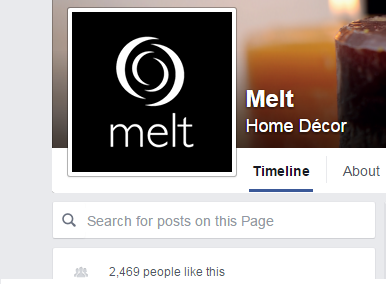 melt
Melt
Home Décor
Timeline
About
Search for posts on this Page
2,469 people like this